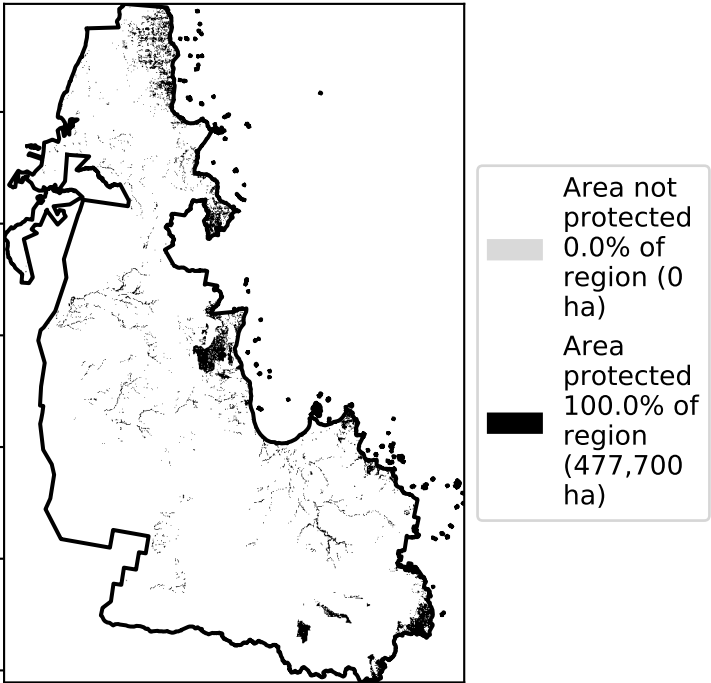 Area not
protected
0.0% of
region (0
ha)
Area
protected
100.0% of
region
(477,700
ha)